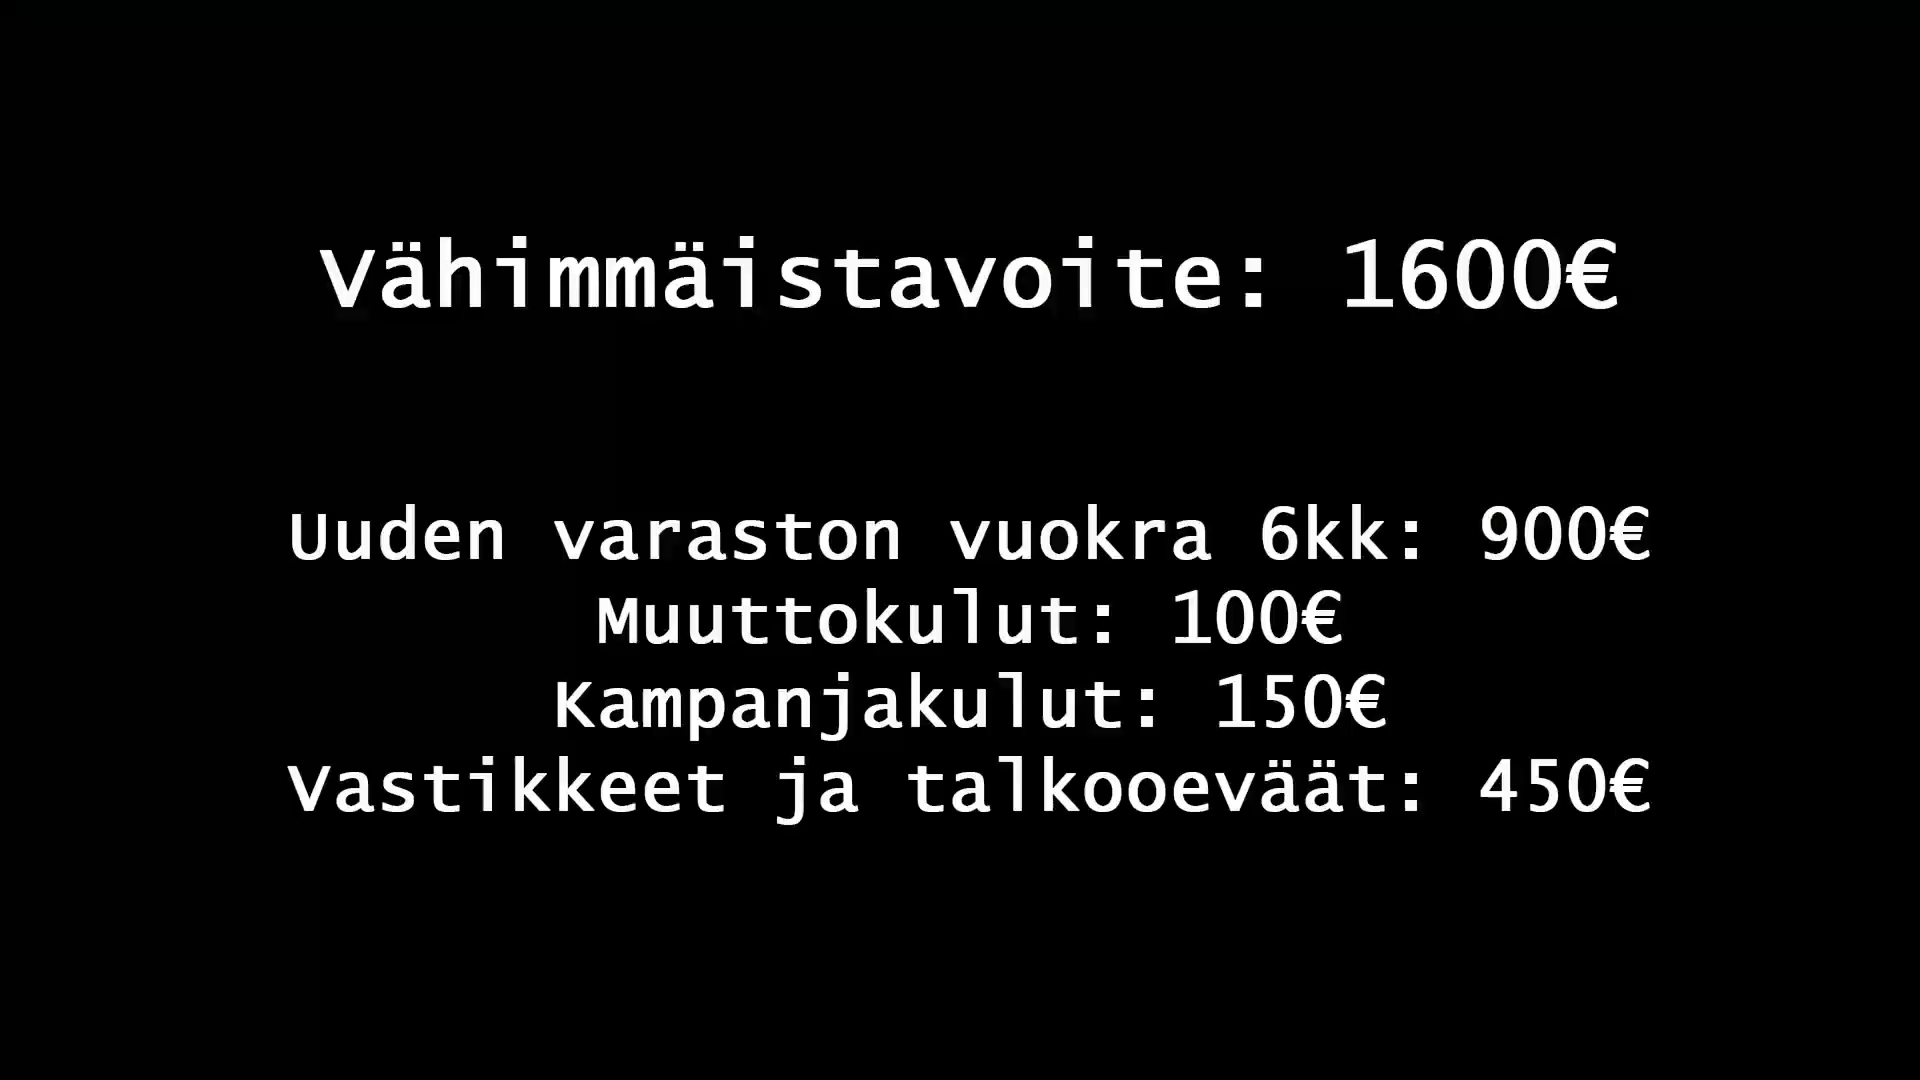 Vähimmäistavoite: 1600€
Uuden varaston vuokra 6kk: 900€
Muuttokulut: 100€
Kampanjakulut: 150€
Vastikkeet ja talkooeväät: 450€